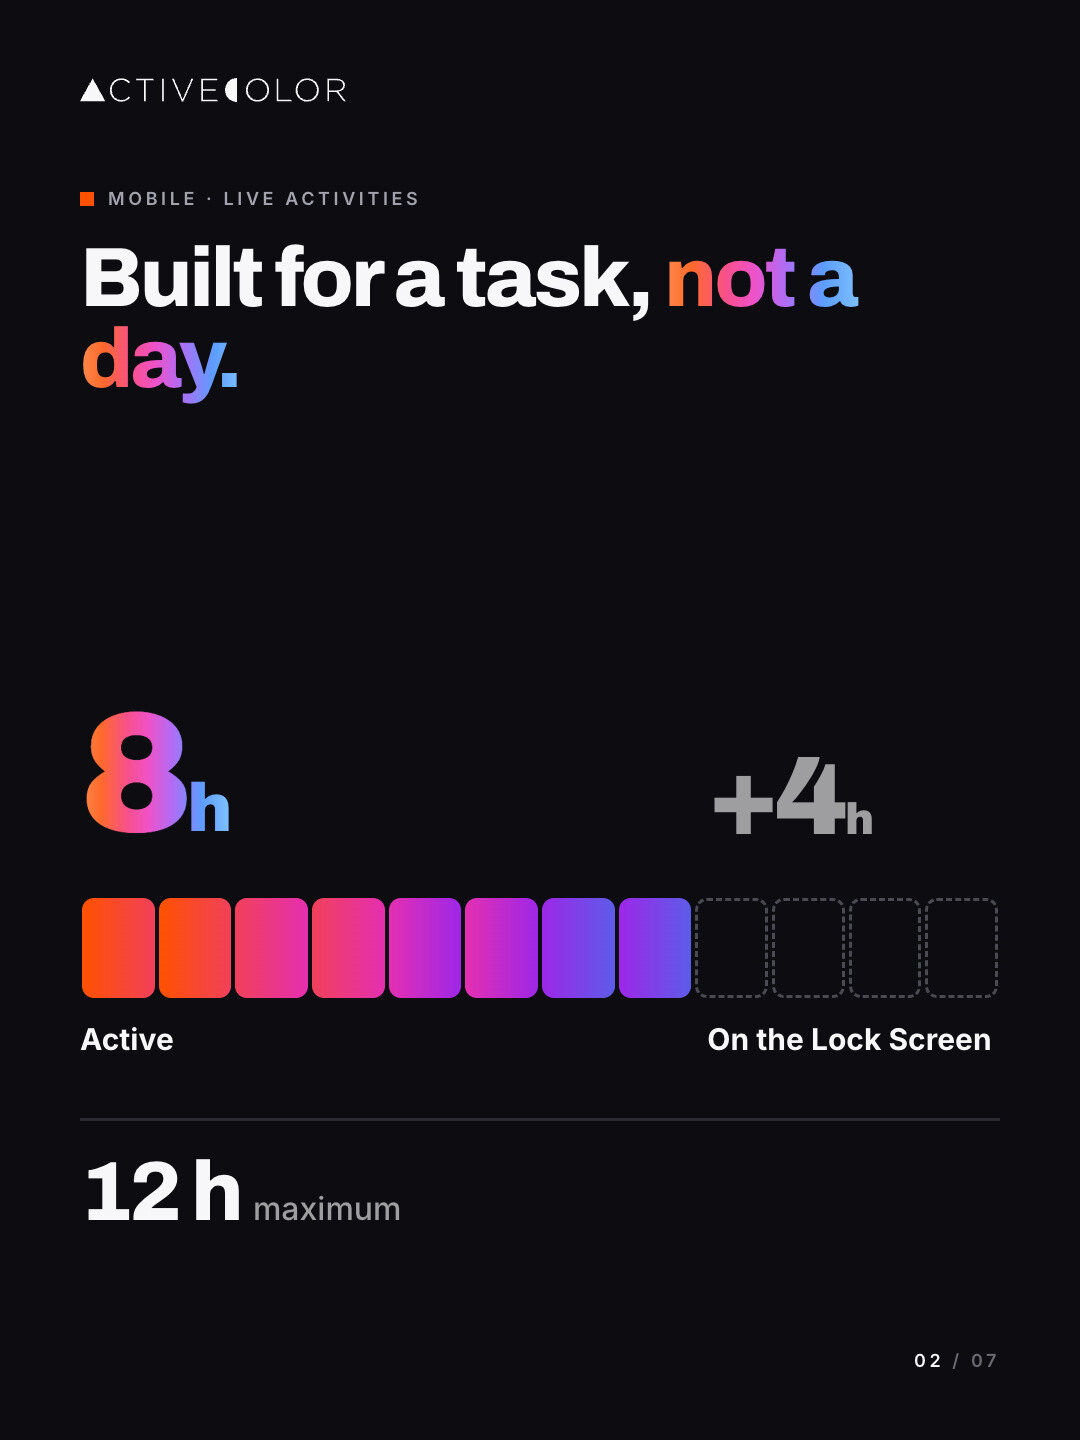 ACTIVECOLOR
MOBILE · LIVE ACTIVITIES
Built for a task, not a
day.
8h
+4h
Active
On the Lock Screen
12 h maximum
02 / 07